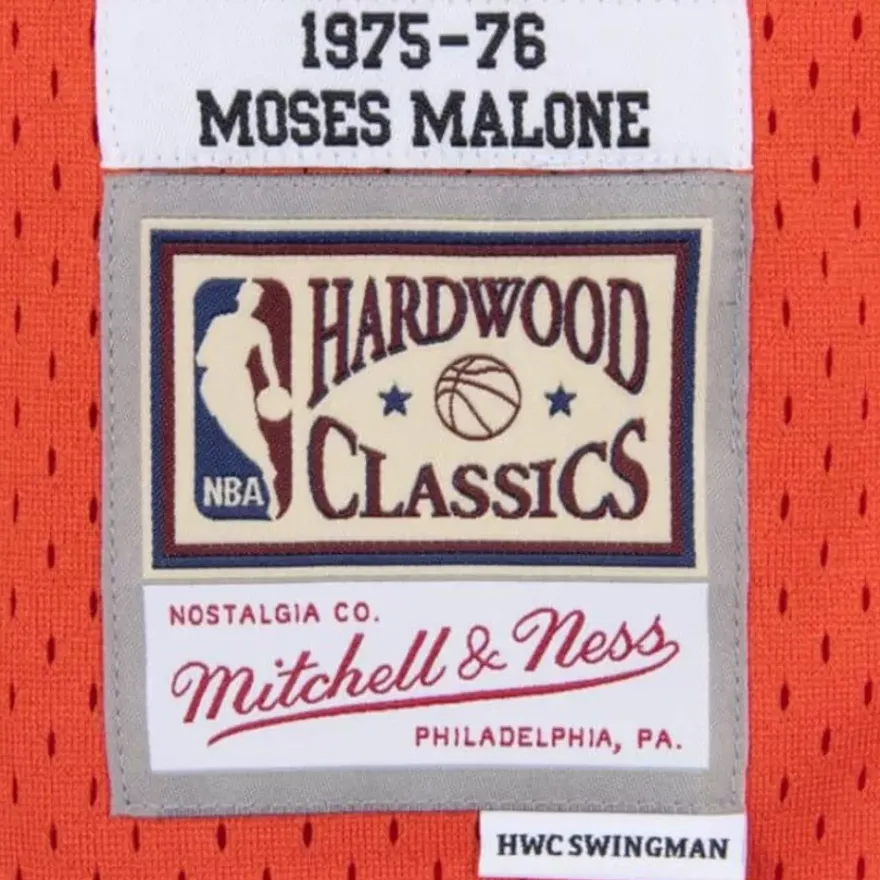 1975-76
MOSES MALONE
HARDWOOD
CLASSICS
NBA
NOSTALGIA CO.
Mitchell & Ness
PHILADELPHIA, PA.
HWC SWINGMAN